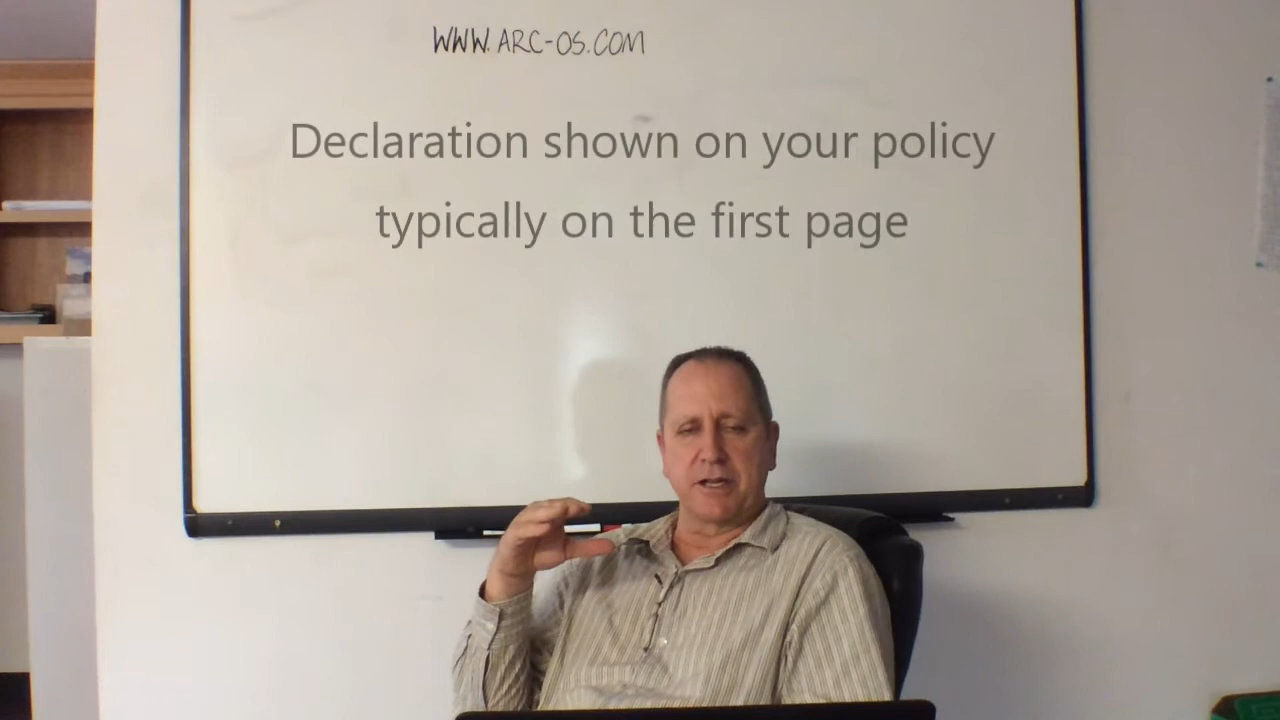 WWW.ARC-OS.COM
Declaration shown on your policy
typically on the first page